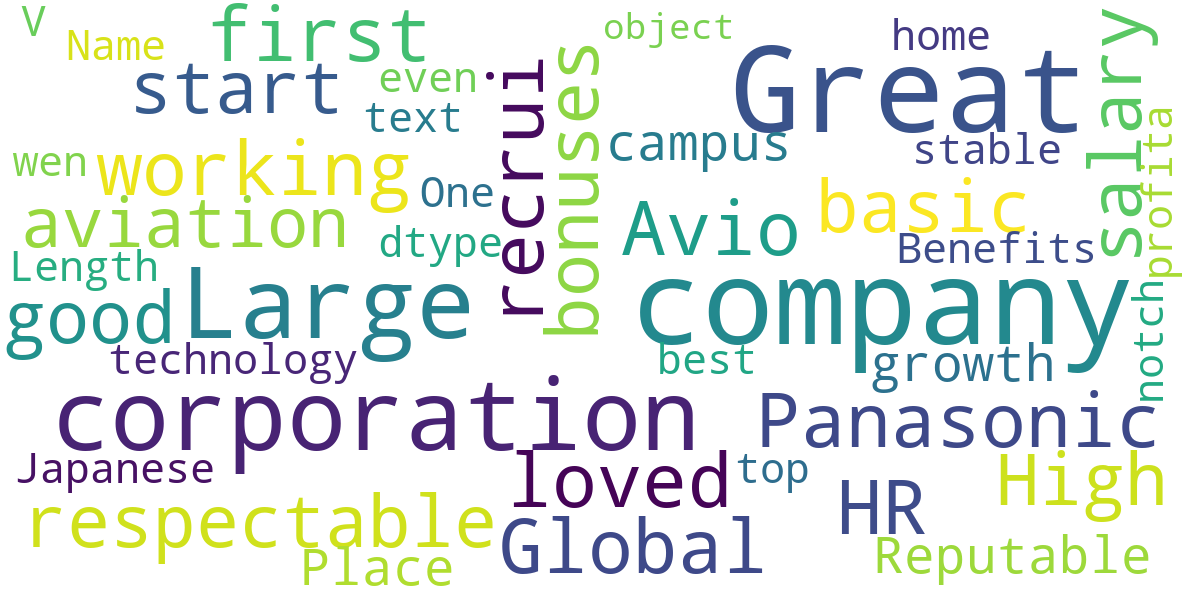 V
Name
first
object
home
start
even
recrui
bonuses
Great
salary
text
campus
stable
profita
wen
working
One
aviation
dtype
Avio
basic
Benefits
Length
good
Large
company
notch
technology
best
growth
corporation
Panasonic
Japanese
loved
top
High
respectable
Global
HR
Place
Reputable